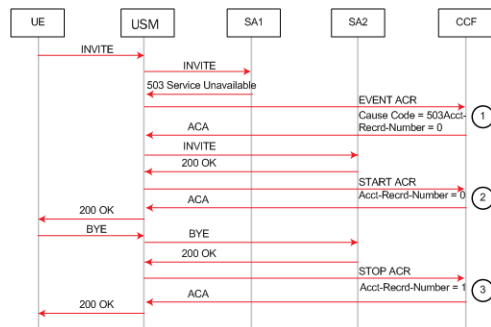 UE USM SA1 SA2 CCF
INVITE
INVITE
503 Service Unavailable
EVENT ACR
Cause Code = 503Acct-
Recrd-Number = 0
1
ACA
INVITE
200 OK
START ACR
Acct-Recrd-Number = 0
2
ACA
200 OK
BYE
BYE
200 OK
STOP ACR
Acct-Recrd-Number = 1
3
ACA
200 OK